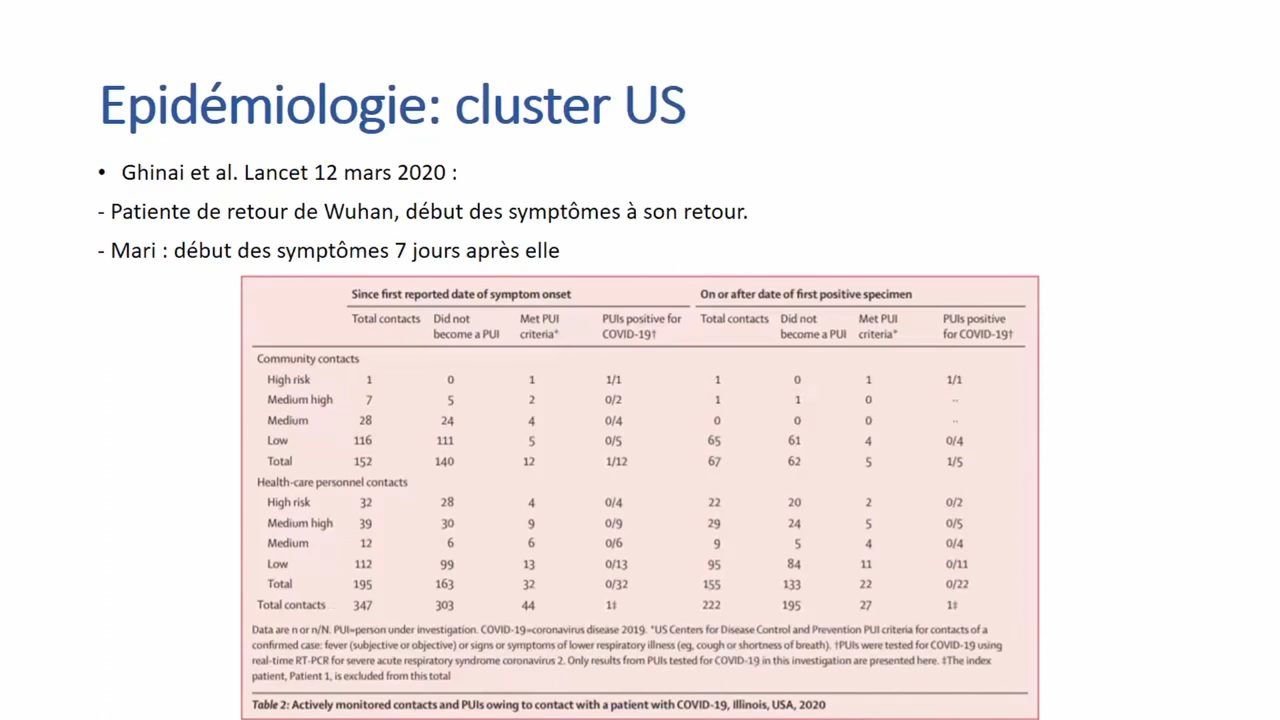 Epidémiologie: cluster US
• Ghinai et al. Lancet 12 mars 2020 :
- Patiente de retour de Wuhan, début des symptômes à son retour.
- Mari : début des symptômes 7 jours après elle
Since first reported date of symptom onset On or after date of first positive specimen
Total contacts Did not Met PUI PUIs positive for Total contacts Did not Met PUI PUIs positive
become a PUI criteria* COVID-19† become a PUI criteria* for COVID-19†
Community contacts
High risk 1 0 1 1/1 1 0 1 1/1
Medium high 7 5 2 0/2 1 1 0 ..
Medium 28 24 4 0/4 0 0 0 ..
Low 116 111 5 0/5 65 61 4 0/4
Total 152 140 12 1/12 67 62 5 1/5
Health-care personnel contacts
High risk 32 28 4 0/4 22 20 2 0/2
Medium high 39 30 9 0/9 29 24 5 0/5
Medium 12 6 6 0/6 9 5 4 0/4
Low 112 99 13 0/13 95 84 11 0/11
Total 195 163 32 0/32 155 133 22 0/22
Total contacts 347 303 44 1‡ 222 195 27 1‡
Data are n or n/N. PUI=person under investigation. COVID-19=coronavirus disease 2019. *US Centers for Disease Control and Prevention PUI criteria for contacts of a
confirmed case: fever (subjective or objective) or signs or symptoms of lower respiratory illness (eg, cough or shortness of breath). †PUIs were tested for COVID-19 using
real-time RT-PCR for severe acute respiratory syndrome coronavirus 2. Only results from PUIs tested for COVID-19 in this investigation are presented here. ‡The index
patient, Patient 1, is excluded from this total
Table 2: Actively monitored contacts and PUIs owing to contact with a patient with COVID-19, Illinois, USA, 2020